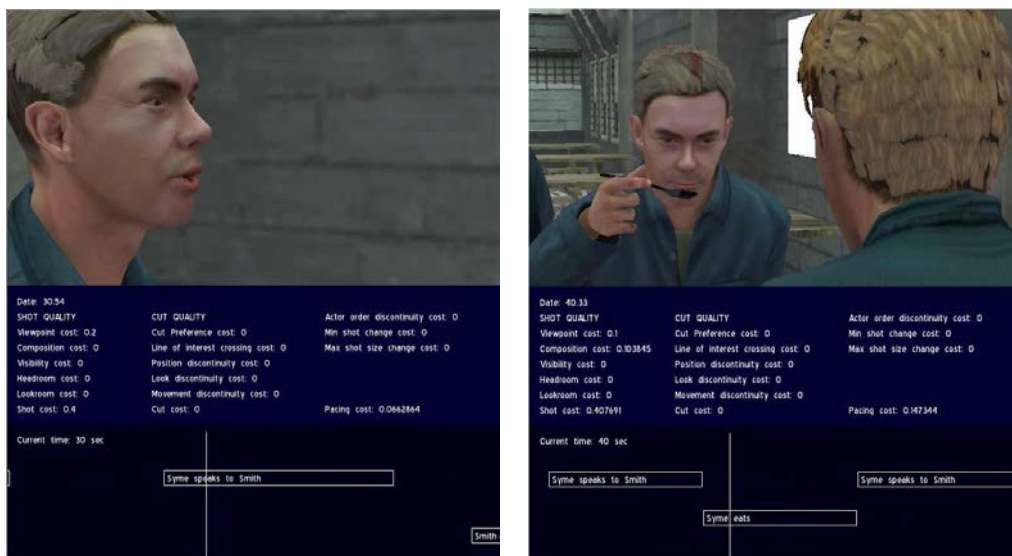 Date: 30:54
SHOT QUALITY
Viewpoint cost: 0.2
Composition cost: 0
Visibility cost: 0
Headroom cost: 0
Lookroom cost: 0
Shot cost: 0.4
CUT QUALITY
Cut Preference cost: 0
Line of interest crossing cost: 0
Position discontinuity cost: 0
Look discontinuity cost: 0
Movement discontinuity cost: 0
Cut cost: 0
Actor order discontinuity cost: 0
Min shot change cost: 0
Max shot size change cost: 0
Pacing cost: 0.0662864
Current time: 30 sec
Syme speaks to Smith
Smith
Date: 40:33
SHOT QUALITY
Viewpoint cost: 0.1
Composition cost: 0.103845
Visibility cost: 0
Headroom cost: 0
Lookroom cost: 0
Shot cost: 0.407691
CUT QUALITY
Cut Preference cost: 0
Line of interest crossing cost: 0
Position discontinuity cost: 0
Look discontinuity cost: 0
Movement discontinuity cost: 0
Cut cost: 0
Actor order discontinuity cost: 0
Min shot change cost: 0
Max shot size change cost: 0
Pacing cost: 0.147344
Current time: 40 sec
Syme speaks to Smith
Syme speaks to Smith
Syme eats